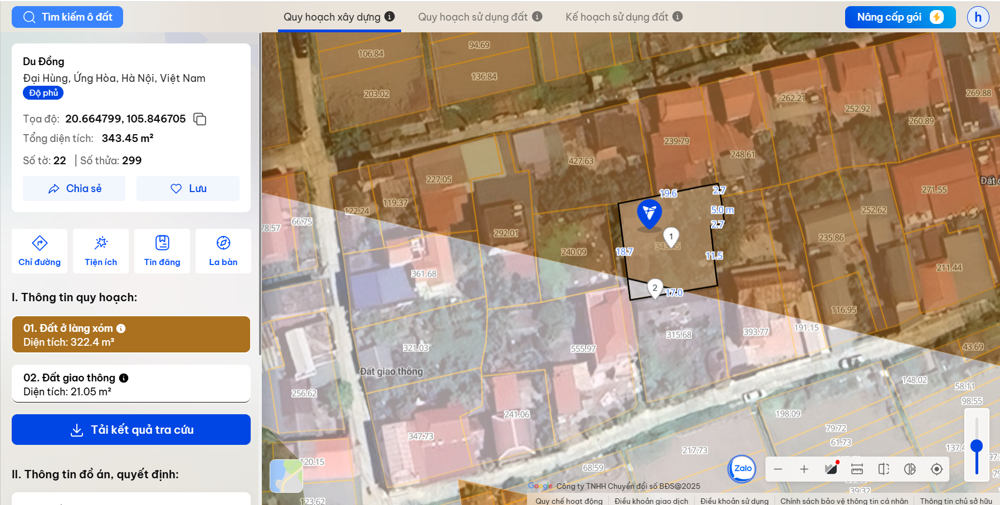 Tìm kiếm ô đất
Quy hoạch xây dựng
Quy hoạch sử dụng đất
Kế hoạch sử dụng đất
Nâng cấp gói
h
Du Đồng
Đại Hùng, Ứng Hòa, Hà Nội, Việt Nam
Độ phủ
Tọa độ: 20.664799, 105.846705
Tổng diện tích: 343.45 m²
Số tờ: 22 | Số thửa: 299
Chia sẻ
Lưu
Chỉ đường
Tiện ích
Tin đăng
La bàn
I. Thông tin quy hoạch:
01. Đất ở làng xóm
Diện tích: 322.4 m²
02. Đất giao thông
Diện tích: 21.05 m²
Tải kết quả tra cứu
II. Thông tin đồ án, quyết định:
94.69
106.84
136.84
203.02
269.88
262.21
252.92
260.89
239.79
248.61
427.63
227.05
271.55
119.37
122.24
252.62
66.75
78.57
292.01
235.86
240.09
211.44
361.68
116.95
191.15
393.77
315.68
43.69
321.03
555.97
Đất giao thông
148.02
58.11
98.55
256.62
241.06
198.09
79.72
61.73
347.73
217.73
120.15
68.59
39.32
123.62
19.6
2.7
5.0 m
2.7
18.7
1
343.45
11.5
2
17.0
Zalo
Google
Công ty TNHH Chuyển đổi số BĐS@2025
Quy chế hoạt động
Điều khoản giao dịch
Điều khoản sử dụng
Chính sách bảo vệ thông tin cá nhân
Thông tin chủ sở hữu